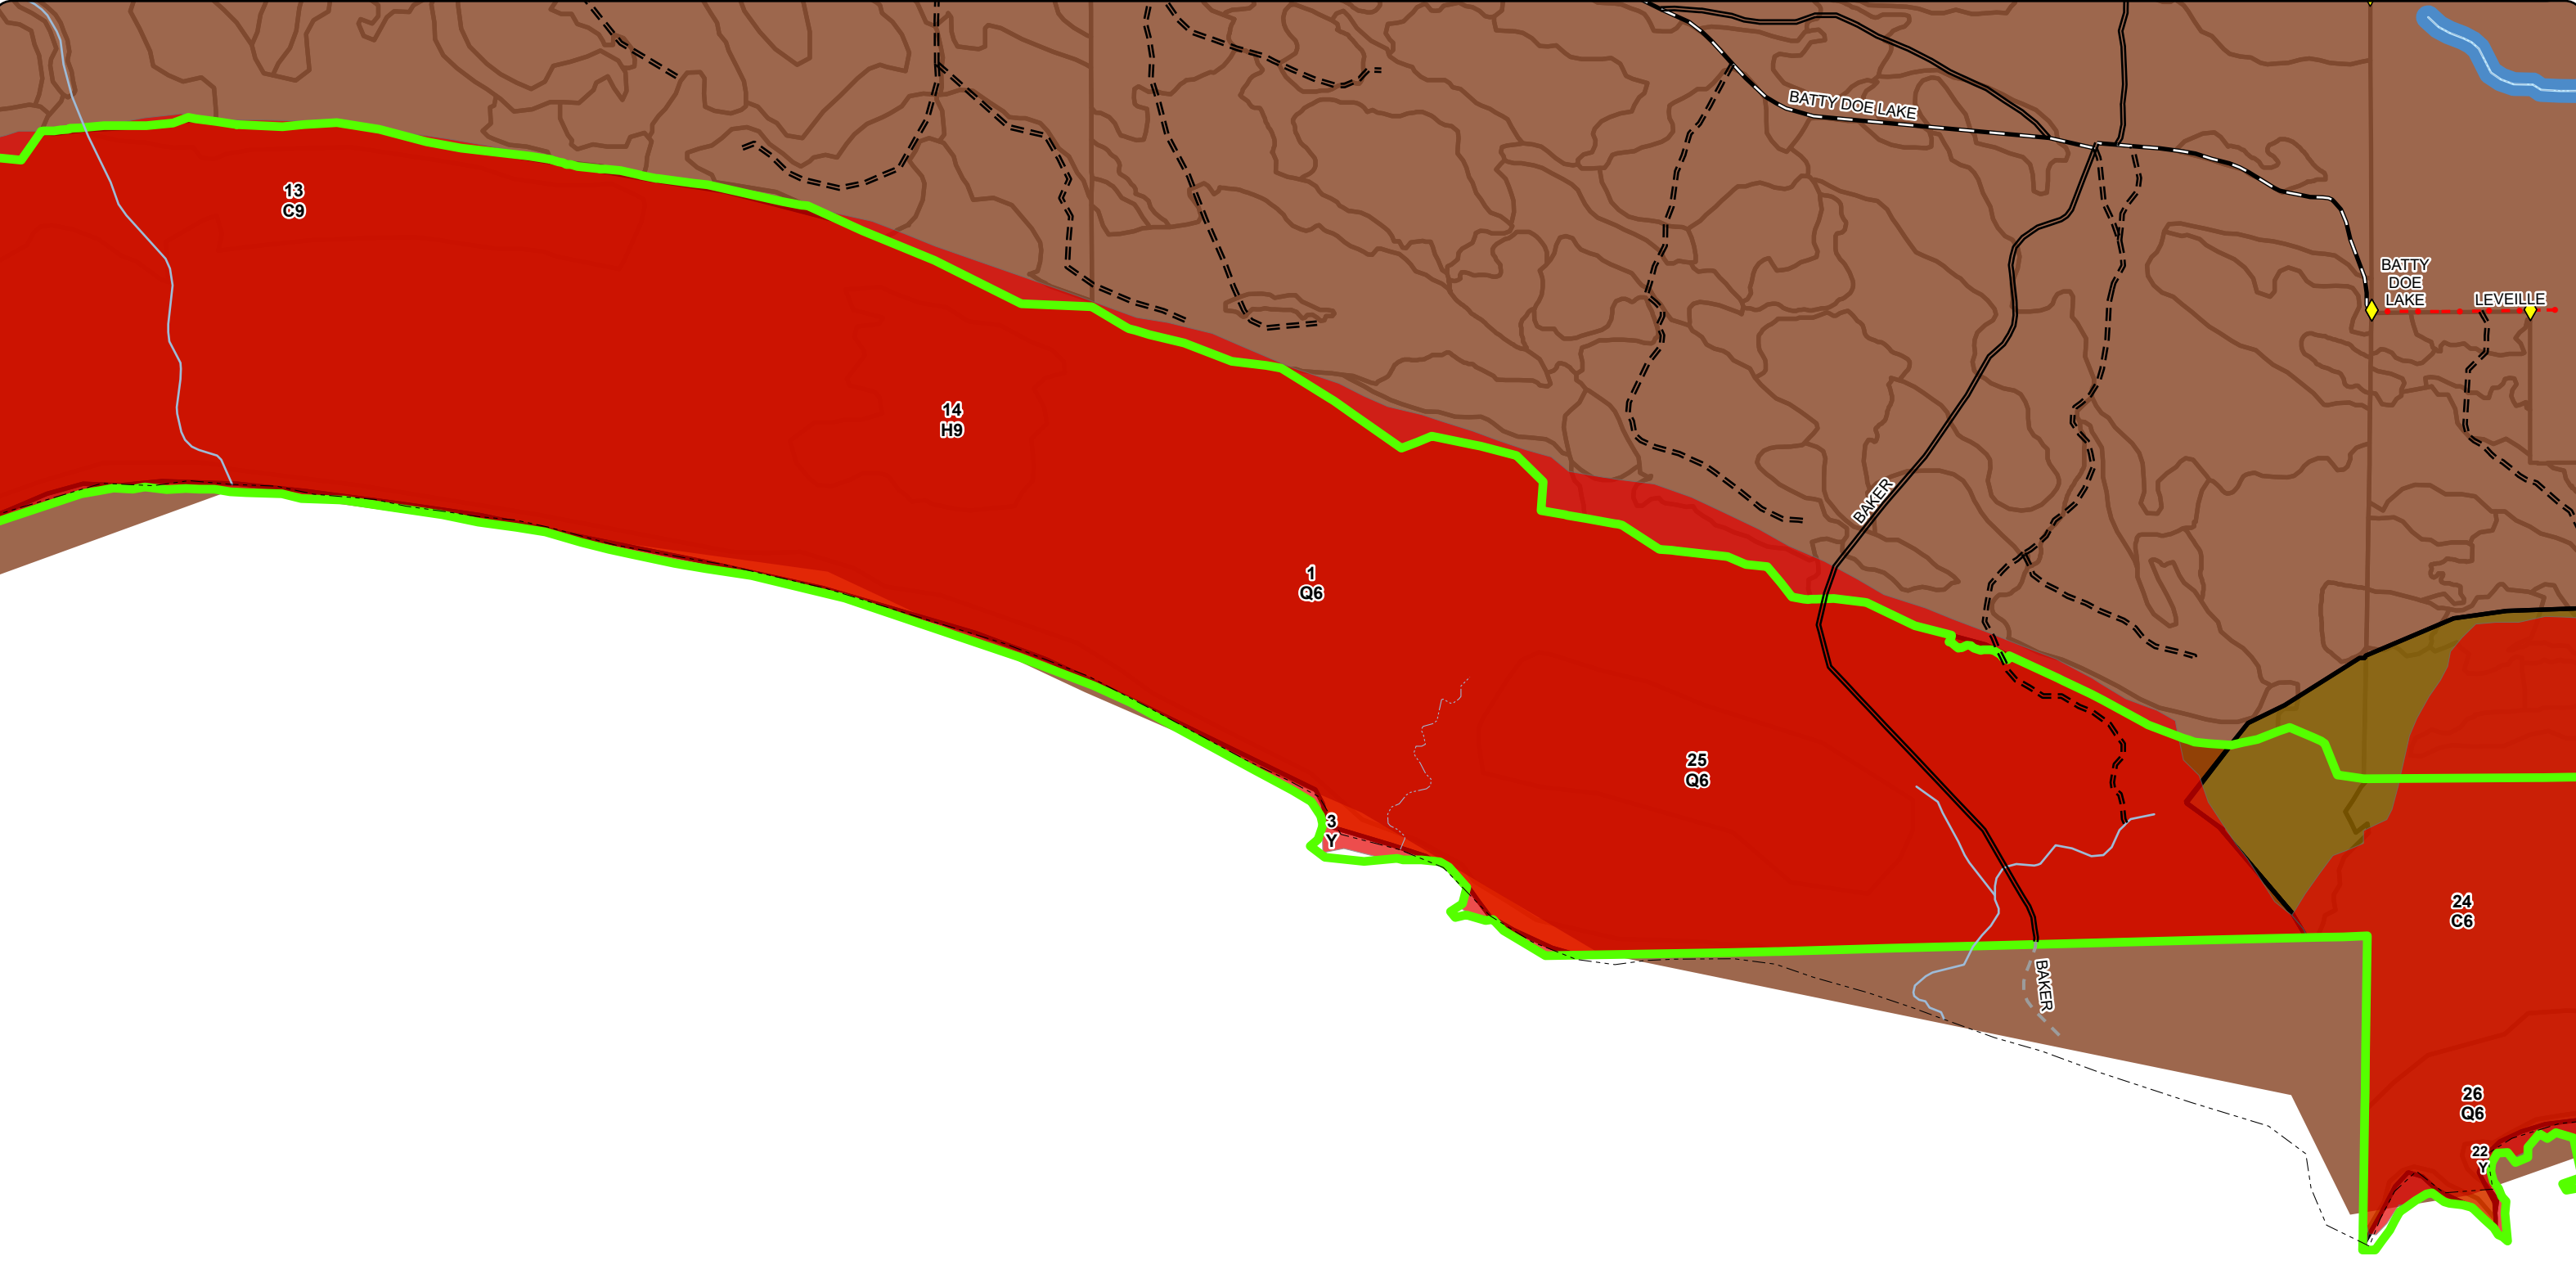 BATTY DOE LAKE
13
C9
BATTY
DOE
LAKE
LEVEILLE
14
H9
BAKER
1
Q6
25
Q6
3
Y
24
C6
BAKER
26
Q6
22
Y